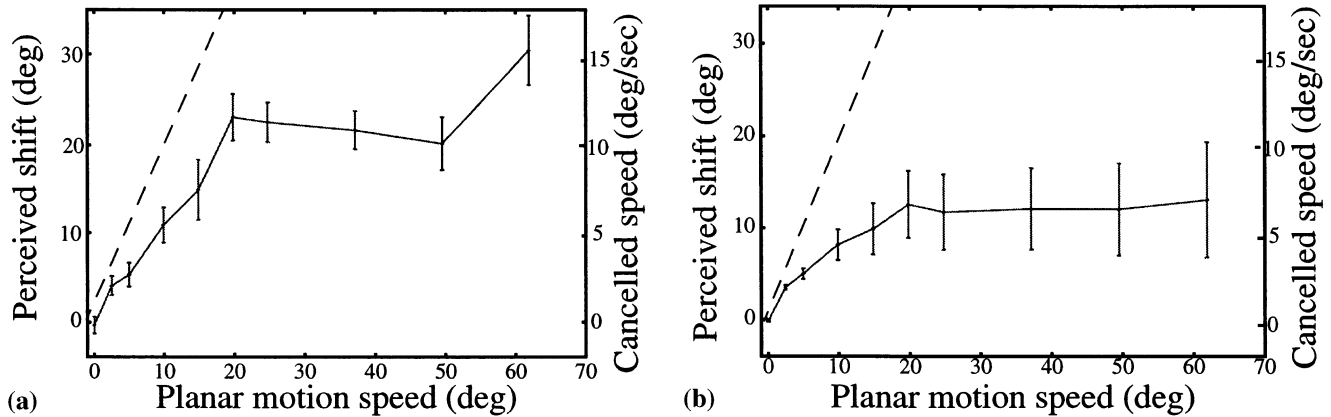 Perceived shift (deg)
30
20
10
0
Cancelled speed (deg/sec)
15
10
5
0
0 10 20 30 40 50 60 70
(a) Planar motion speed (deg)
Perceived shift (deg)
30
20
10
0
Cancelled speed (deg/sec)
15
10
5
0
0 10 20 30 40 50 60 70
(b) Planar motion speed (deg)